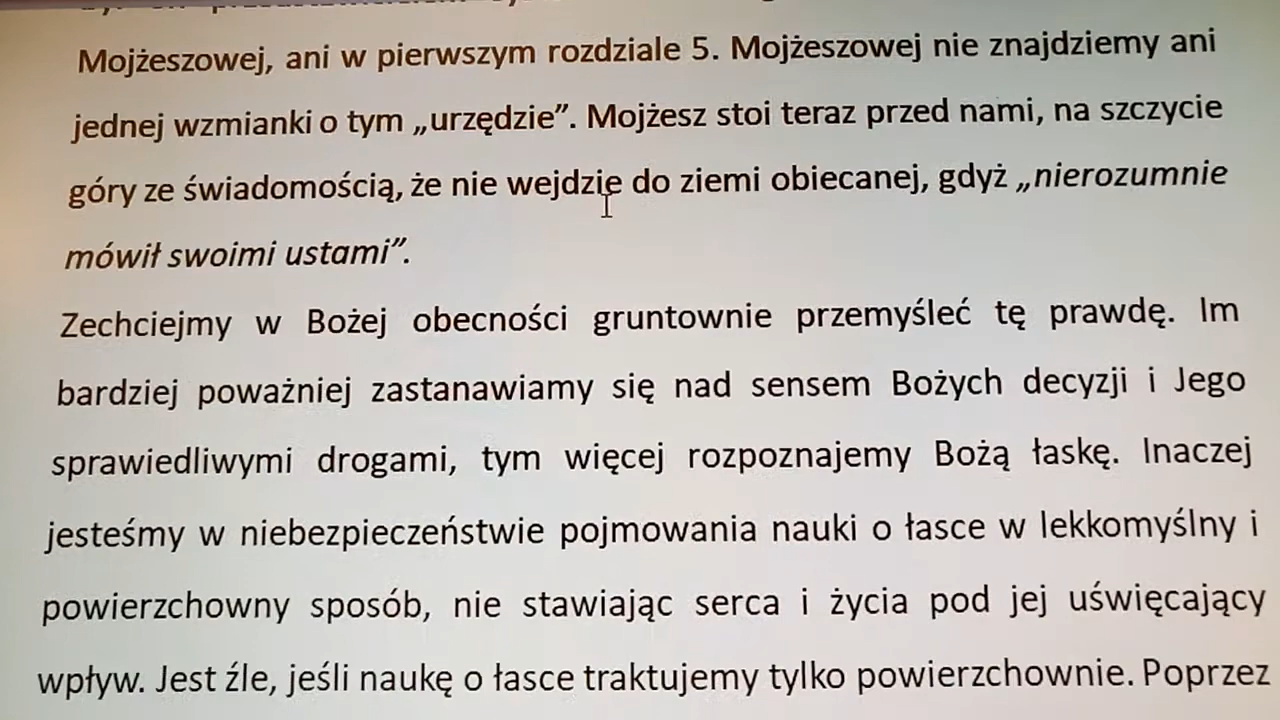 Mojżeszowej, ani w pierwszym rozdziale 5. Mojżeszowej nie znajdziemy ani
jednej wzmianki o tym „urzędzie”. Mojżesz stoi teraz przed nami, na szczycie
góry ze świadomością, że nie wejdzie do ziemi obiecanej, gdyż „nierozumnie
mówił swoimi ustami”.
Zechciejmy w Bożej obecności gruntownie przemyśleć tę prawdę. Im
bardziej poważniej zastanawiamy się nad sensem Bożych decyzji i Jego
sprawiedliwymi drogami, tym więcej rozpoznajemy Bożą łaskę. Inaczej
jesteśmy w niebezpieczeństwie pojmowania nauki o łasce w lekkomyślny i
powierzchowny sposób, nie stawiając serca i życia pod jej uświęcający
wpływ. Jest źle, jeśli naukę o łasce traktujemy tylko powierzchownie. Poprzez